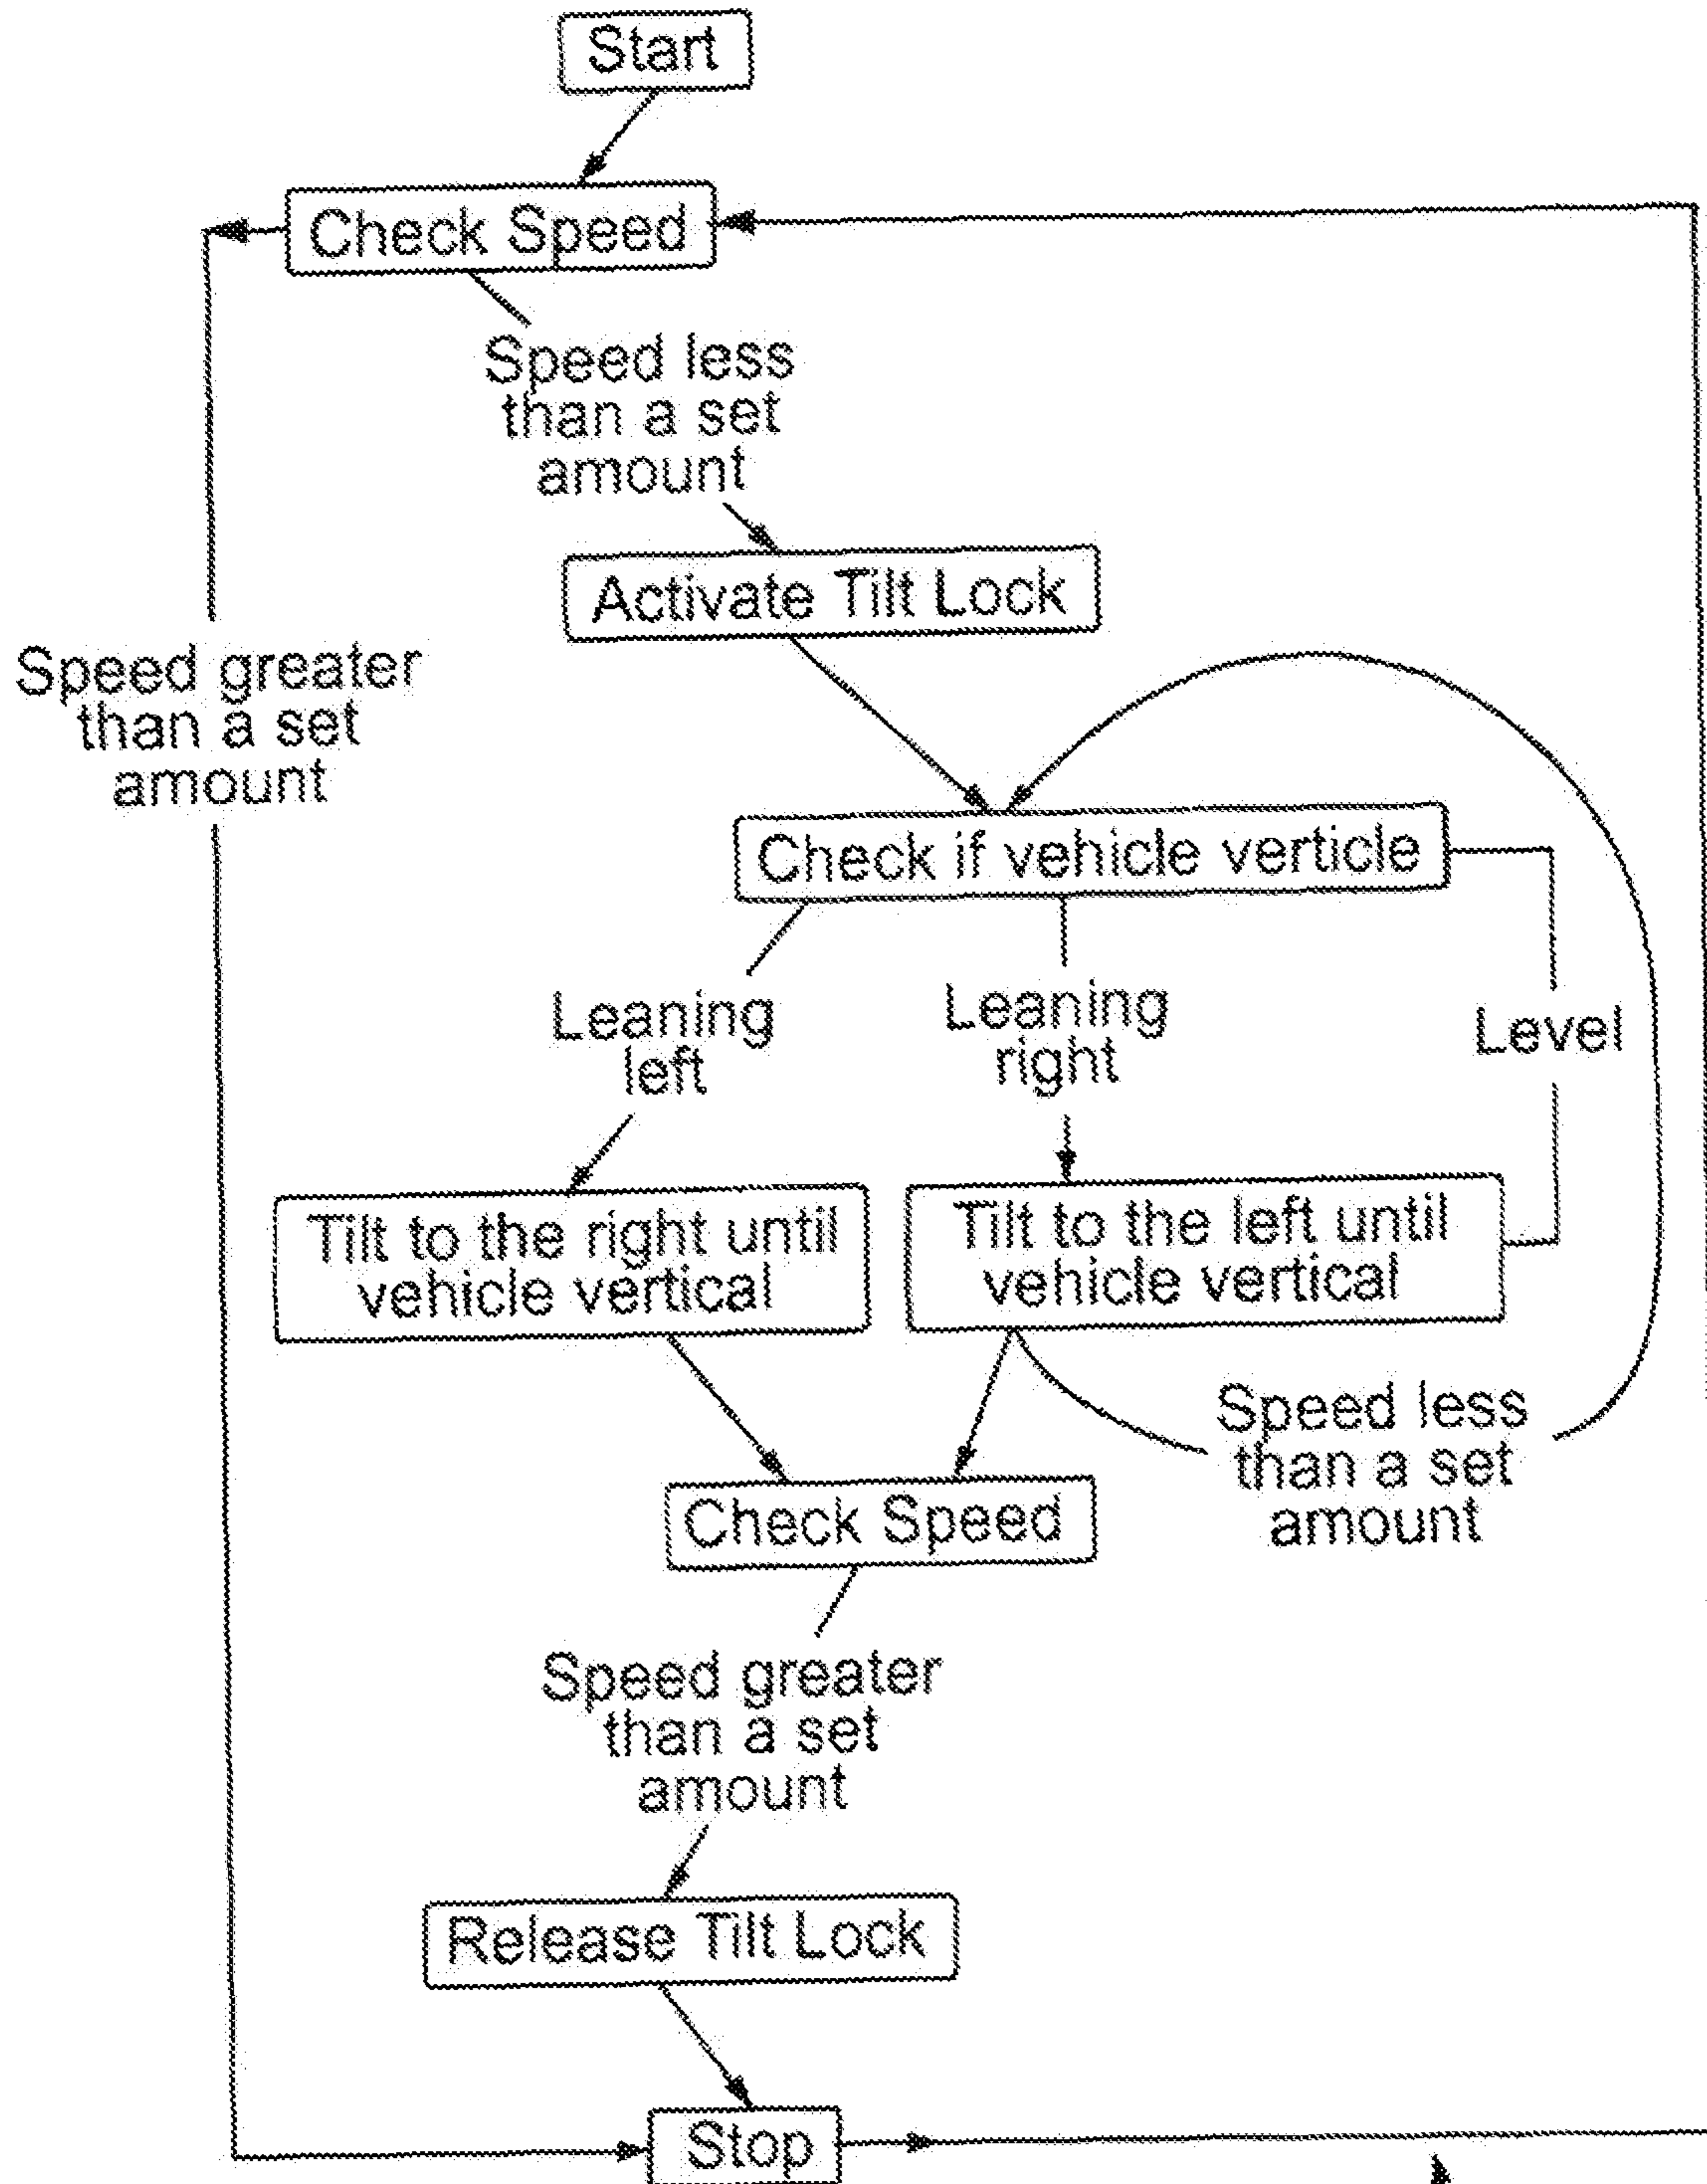 Start
Check Speed
Speed less
than a set
amount
Activate Tilt Lock
Speed greater
than a set
amount
Check if vehicle verticle
Leaning
left
Leaning
right
Level
Tilt to the right until
vehicle vertical
Tilt to the left until
vehicle vertical
Speed less
than a set
amount
Check Speed
Speed greater
than a set
amount
Release Tilt Lock
Stop